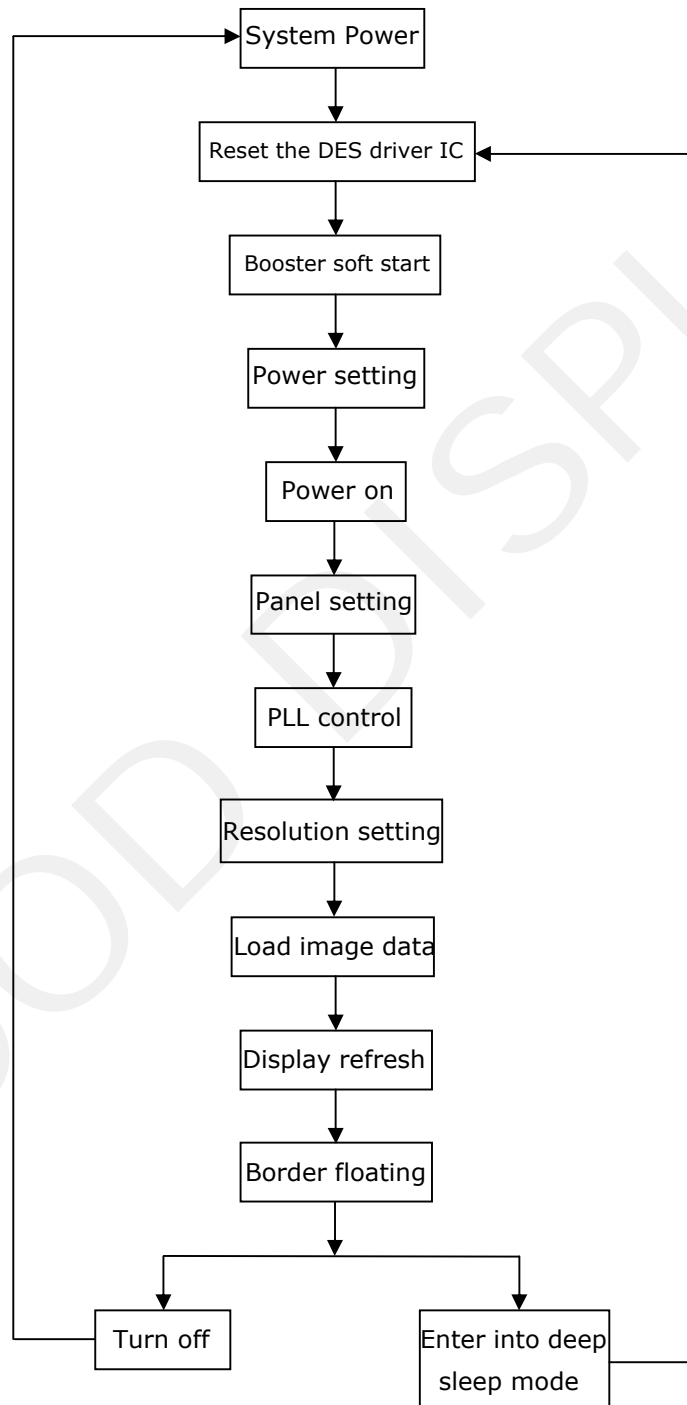 System Power
Reset the DES driver IC
Booster soft start
Power setting
Power on
Panel setting
PLL control
Resolution setting
Load image data
Display refresh
Border floating
Turn off
Enter into deep
sleep mode